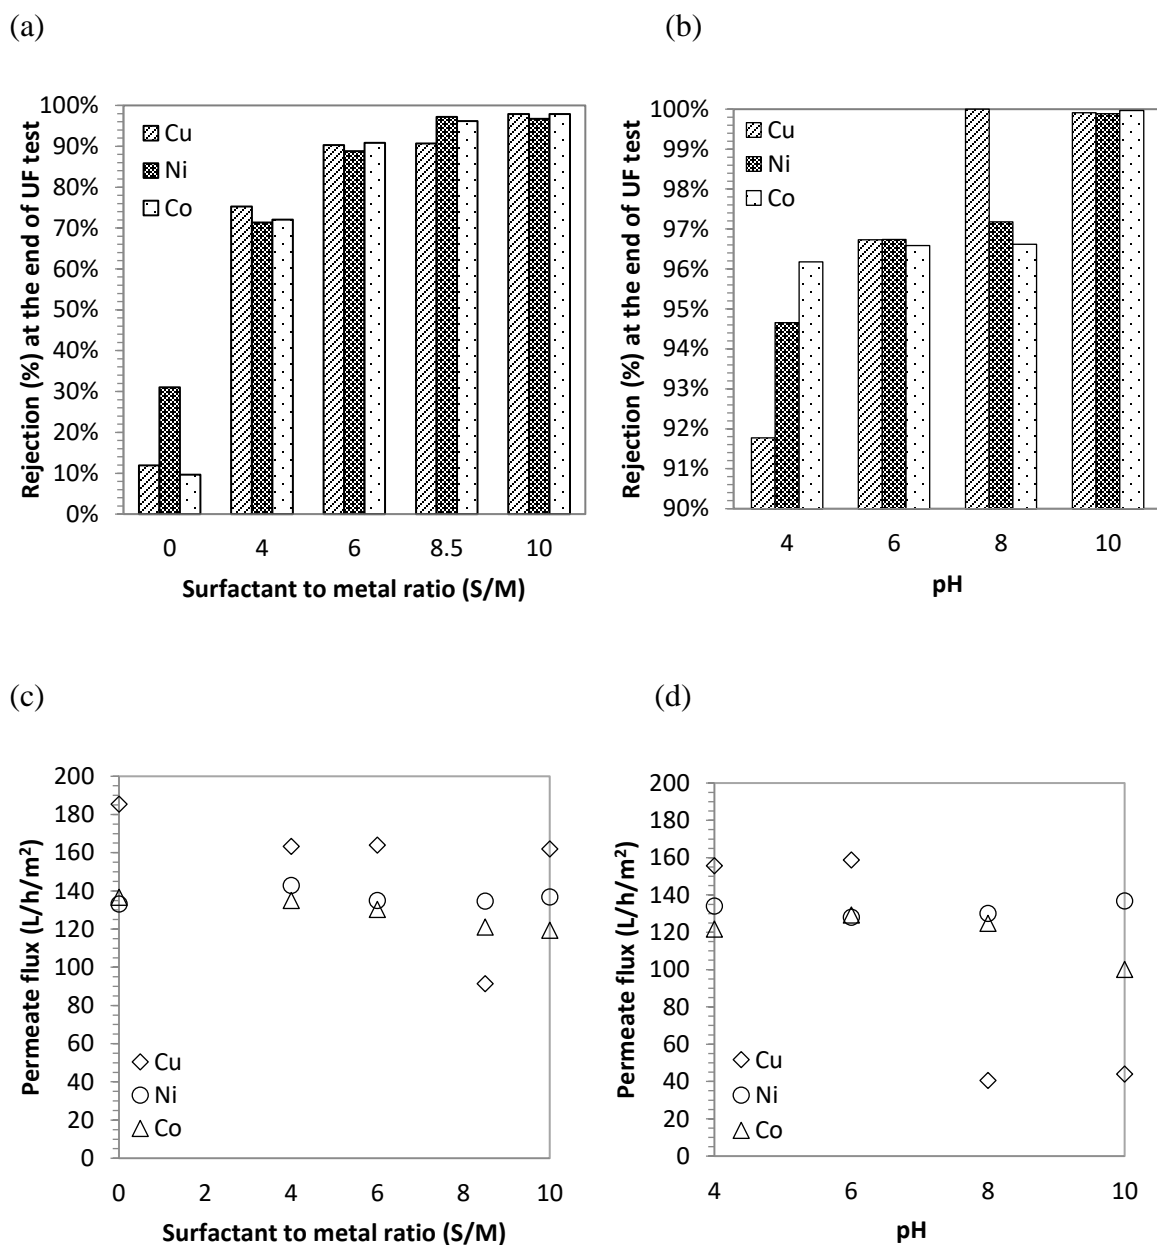 (a)
(b)
Rejection (%) at the end of UF test
100%
90%
80%
70%
60%
50%
40%
30%
20%
10%
0%
Cu
Ni
Co
0 4 6 8.5 10
Surfactant to metal ratio (S/M)
Rejection (%) at the end of UF test
100%
99%
98%
97%
96%
95%
94%
93%
92%
91%
90%
Cu
Ni
Co
4 6 8 10
pH
(c)
(d)
Permeate flux (L/h/m²)
200
180
160
140
120
100
80
60
40
20
0
Cu
Ni
Co
0 2 4 6 8 10
Surfactant to metal ratio (S/M)
Permeate flux (L/h/m²)
200
180
160
140
120
100
80
60
40
20
0
Cu
Ni
Co
4 6 8 10
pH